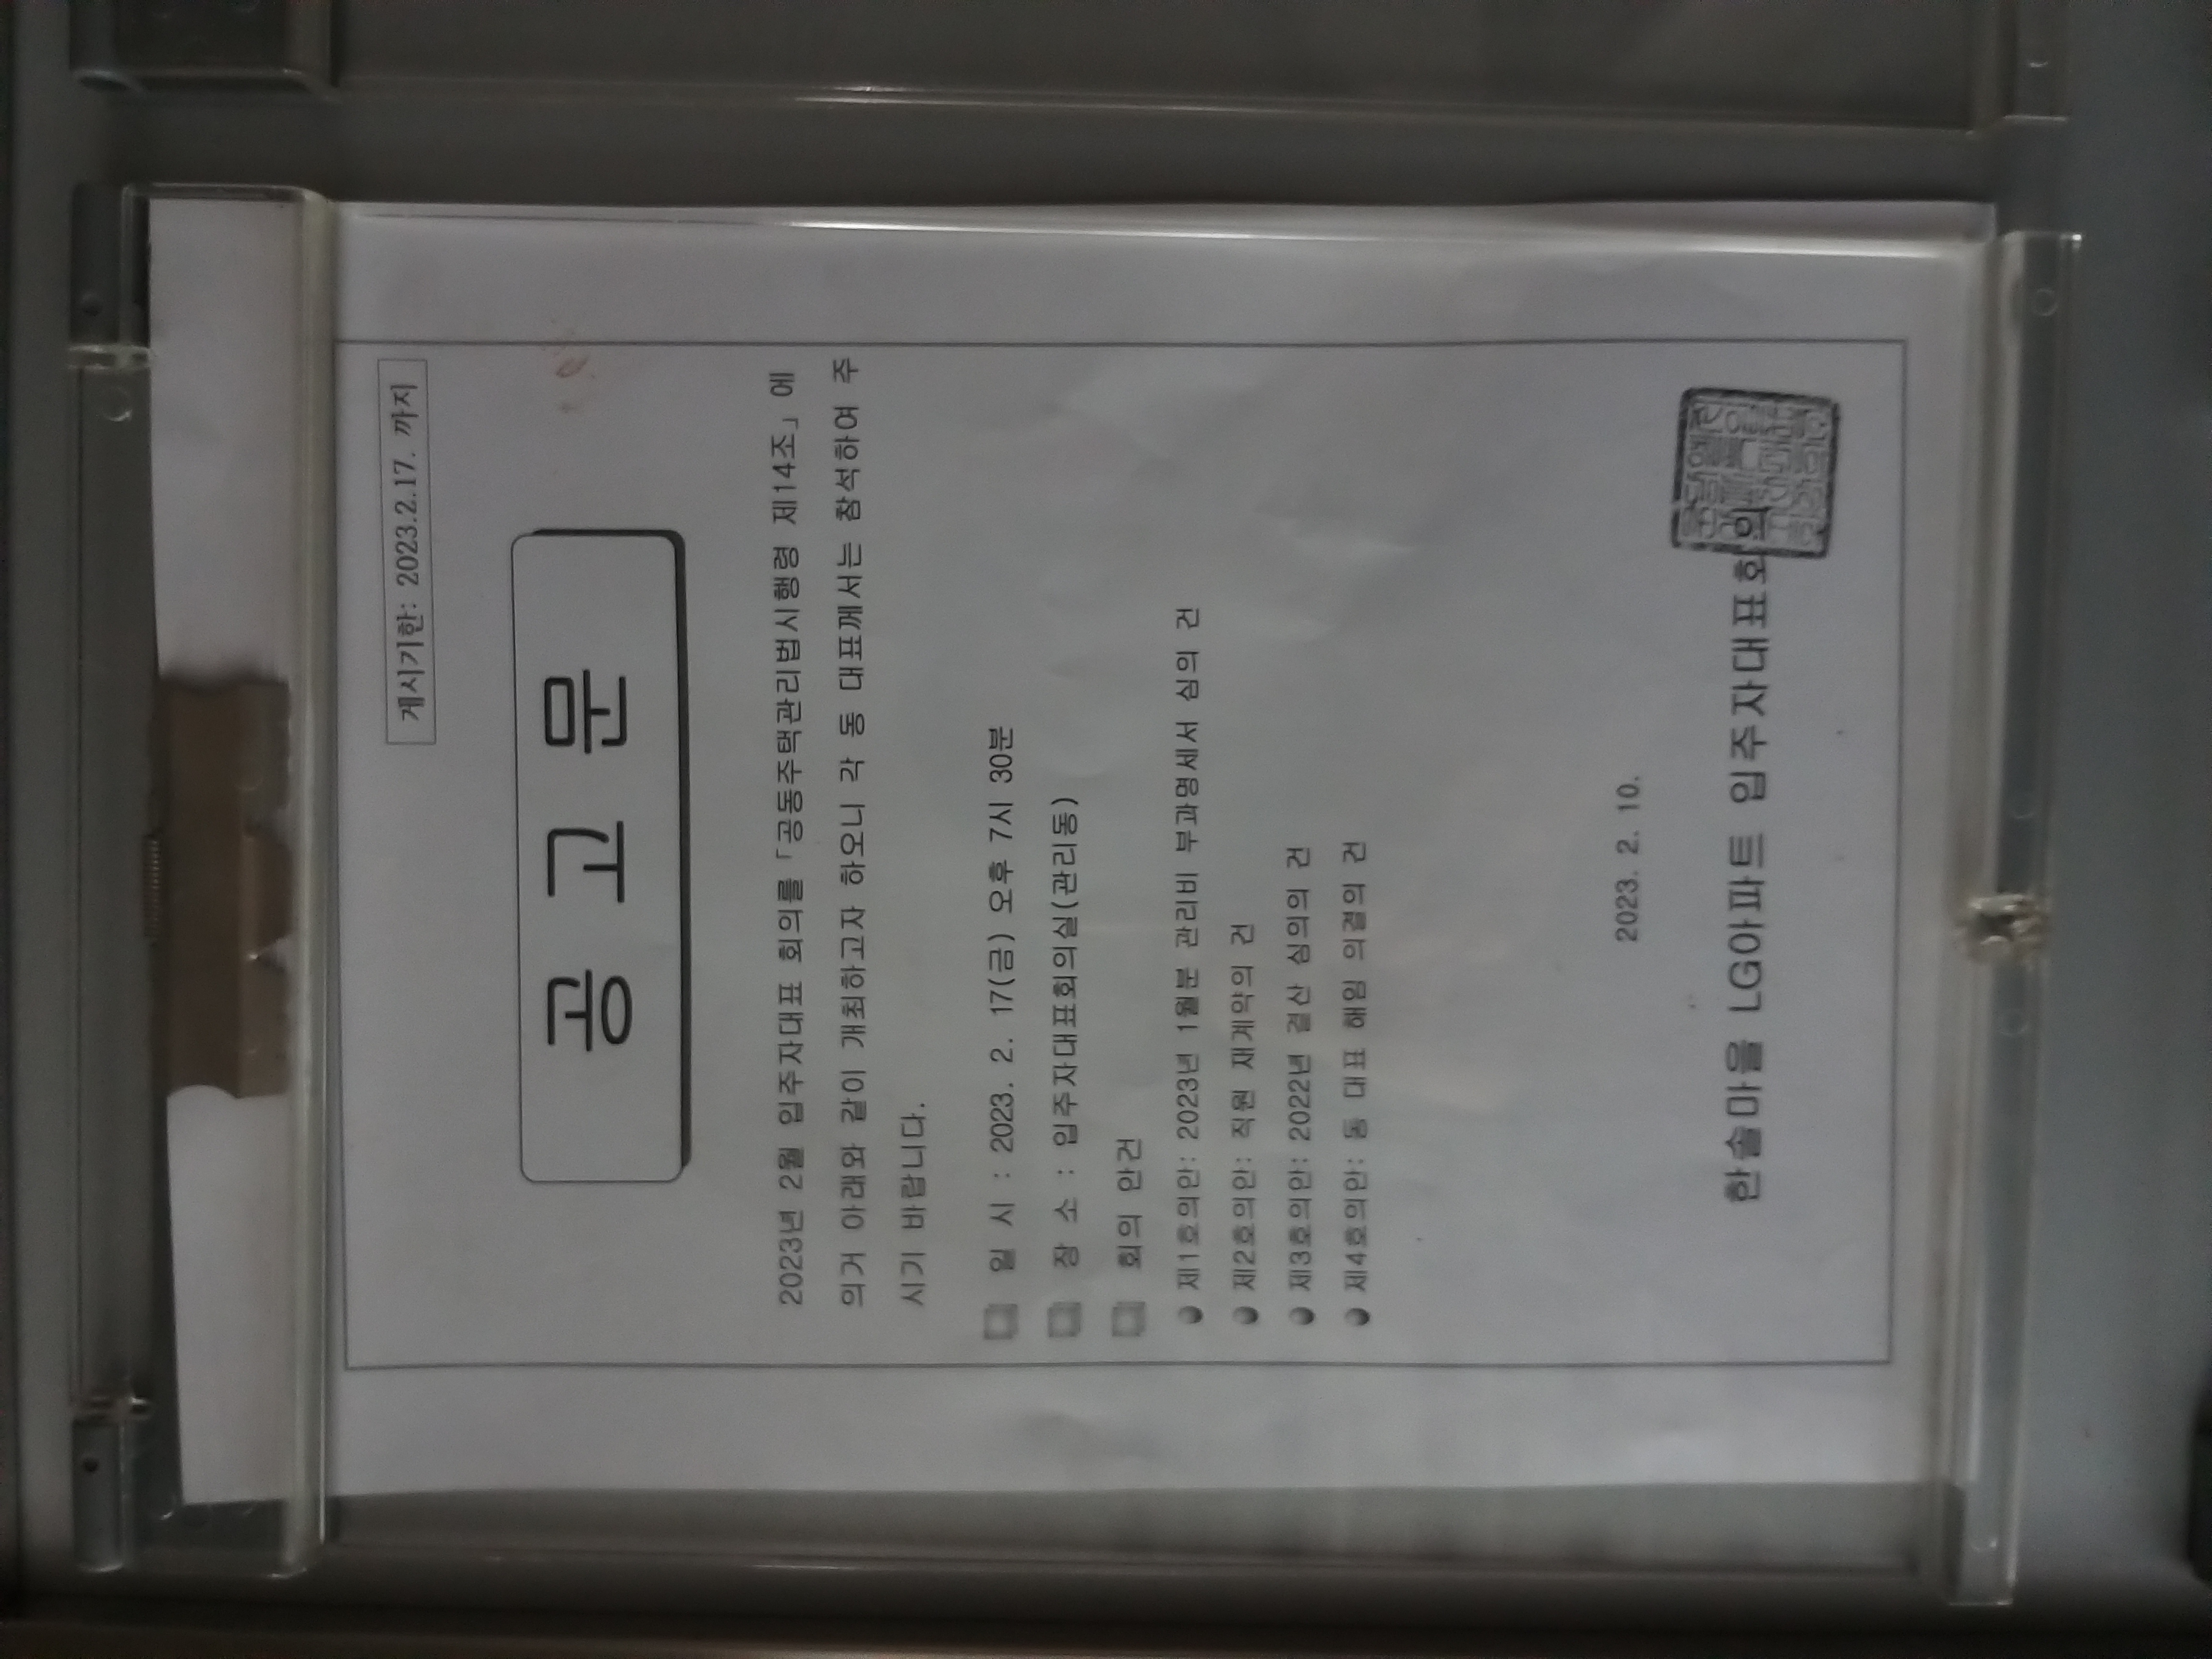 게시기한: 2023.2.17. 까지
공 고 문
2023년 2월 입주자대표 회의를 「공동주택관리법시행령 제14조」에
의거 아래와 같이 개최하고자 하오니 각 동 대표께서는 참석하여 주
시기 바랍니다.
❏ 일 시 : 2023. 2. 17(금) 오후 7시 30분
❏ 장 소 : 입주자대표회의실(관리동)
❏ 회의 안건
● 제1호의안: 2023년 1월분 관리비 부과명세서 심의 건
● 제2호의안: 직원 재계약의 건
● 제3호의안: 2022년 결산 심의의 건
● 제4호의안: 동 대표 해임 의결의 건
2023. 2. 10.
한솔마을 LG아파트 입주자대표회의